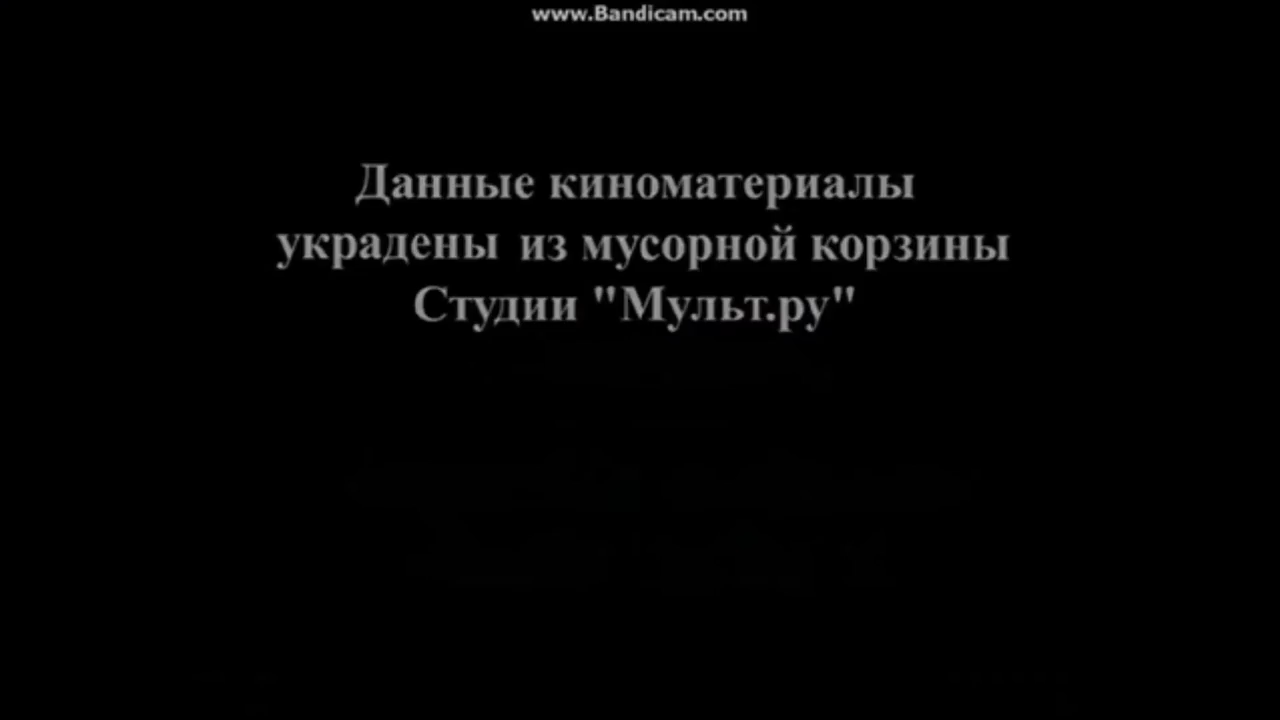 www.Bandicam.com
Данные киноматериалы
украдены из мусорной корзины
Студии "Мульт.ру"